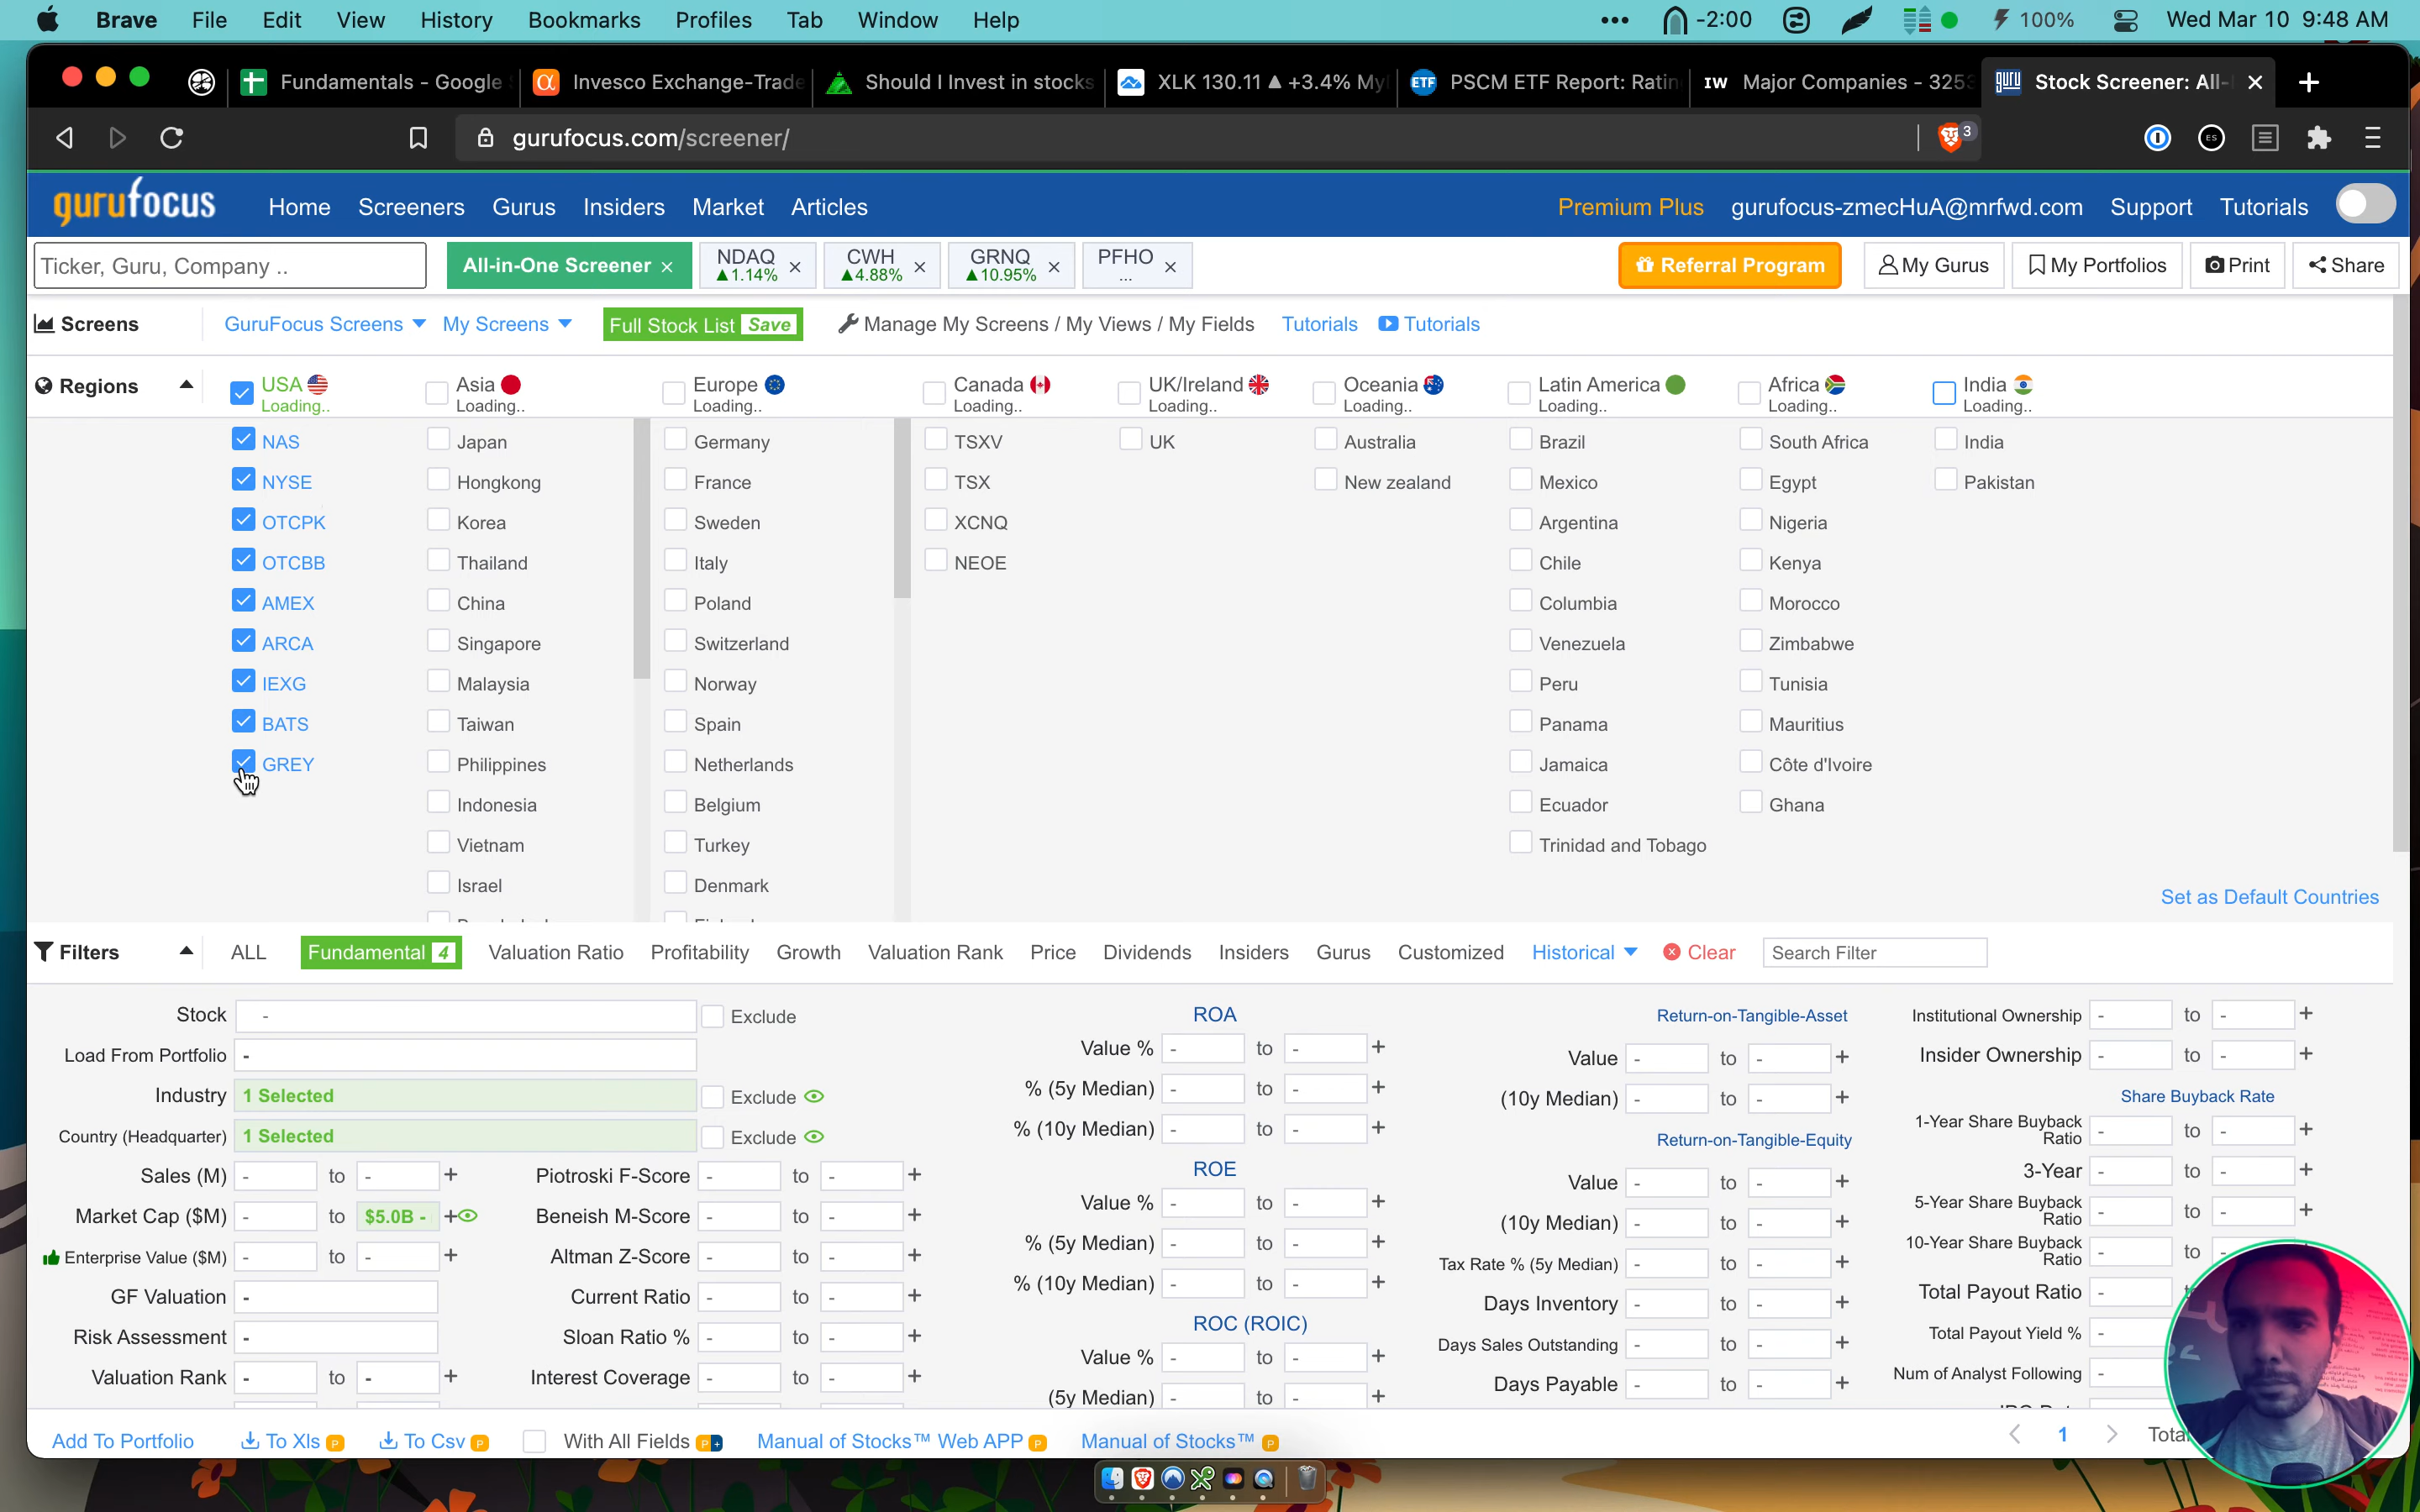 Brave File Edit View History Bookmarks Profiles Tab Window Help ••• -2:00 100% Wed Mar 10 9:48 AM
Fundamentals - Google Invesco Exchange-Trade Should I Invest in stocks XLK 130.11 ▲ +3.4% My ETF PSCM ETF Report: Ratin IW Major Companies - 3253 guru Stock Screener: All-
gurufocus.com/screener/ 3 ES
gurufocus Home Screeners Gurus Insiders Market Articles Premium Plus gurufocus-zmecHuA@mrfwd.com Support Tutorials
Ticker, Guru, Company .. All-in-One Screener × NDAQ ▲1.14% × CWH ▲4.88% × GRNQ ▲10.95% × PFHO ... × Referral Program My Gurus My Portfolios Print Share
Screens GuruFocus Screens My Screens Full Stock List Save Manage My Screens / My Views / My Fields Tutorials Tutorials
Regions USA Asia Europe Canada UK/Ireland Oceania Latin America Africa India
Loading.. Loading.. Loading.. Loading.. Loading.. Loading.. Loading.. Loading.. Loading..
NAS Japan Germany TSXV UK Australia Brazil South Africa India
NYSE Hongkong France TSX New zealand Mexico Egypt Pakistan
OTCPK Korea Sweden XCNQ Argentina Nigeria
OTCBB Thailand Italy NEOE Chile Kenya
AMEX China Poland Columbia Morocco
ARCA Singapore Switzerland Venezuela Zimbabwe
IEXG Malaysia Norway Peru Tunisia
BATS Taiwan Spain Panama Mauritius
GREY Philippines Netherlands Jamaica Côte d'Ivoire
Indonesia Belgium Ecuador Ghana
Vietnam Turkey Trinidad and Tobago
Israel Denmark
Set as Default Countries
Filters ALL Fundamental 4 Valuation Ratio Profitability Growth Valuation Rank Price Dividends Insiders Gurus Customized Historical Clear Search Filter
Stock - Exclude ROA Return-on-Tangible-Asset Institutional Ownership - to - +
Load From Portfolio - Value % - to - + Value - to - + Insider Ownership - to - +
Industry 1 Selected Exclude % (5y Median) - to - + (10y Median) - to - + Share Buyback Rate
Country (Headquarter) 1 Selected Exclude % (10y Median) - to - + Return-on-Tangible-Equity 1-Year Share Buyback Ratio - to - +
Sales (M) - to - + Piotroski F-Score - to - + ROE Value - to - + 3-Year - to - +
Market Cap ($M) - to $5.0B - + Beneish M-Score - to - + Value % - to - + (10y Median) - to - + 5-Year Share Buyback Ratio - to - +
Enterprise Value ($M) - to - + Altman Z-Score - to - + % (5y Median) - to - + Tax Rate % (5y Median) - to - + 10-Year Share Buyback Ratio - to -
GF Valuation - Current Ratio - to - + % (10y Median) - to - + Days Inventory - to - + Total Payout Ratio -
Risk Assessment - Sloan Ratio % - to - + ROC (ROIC) Days Sales Outstanding - to - + Total Payout Yield % -
Valuation Rank - to - + Interest Coverage - to - + Value % - to - + Days Payable - to - + Num of Analyst Following -
(5y Median) - to - +
Add To Portfolio To Xls P To Csv P With All Fields P + Manual of Stocks™ Web APP P Manual of Stocks™ P 1 Tota